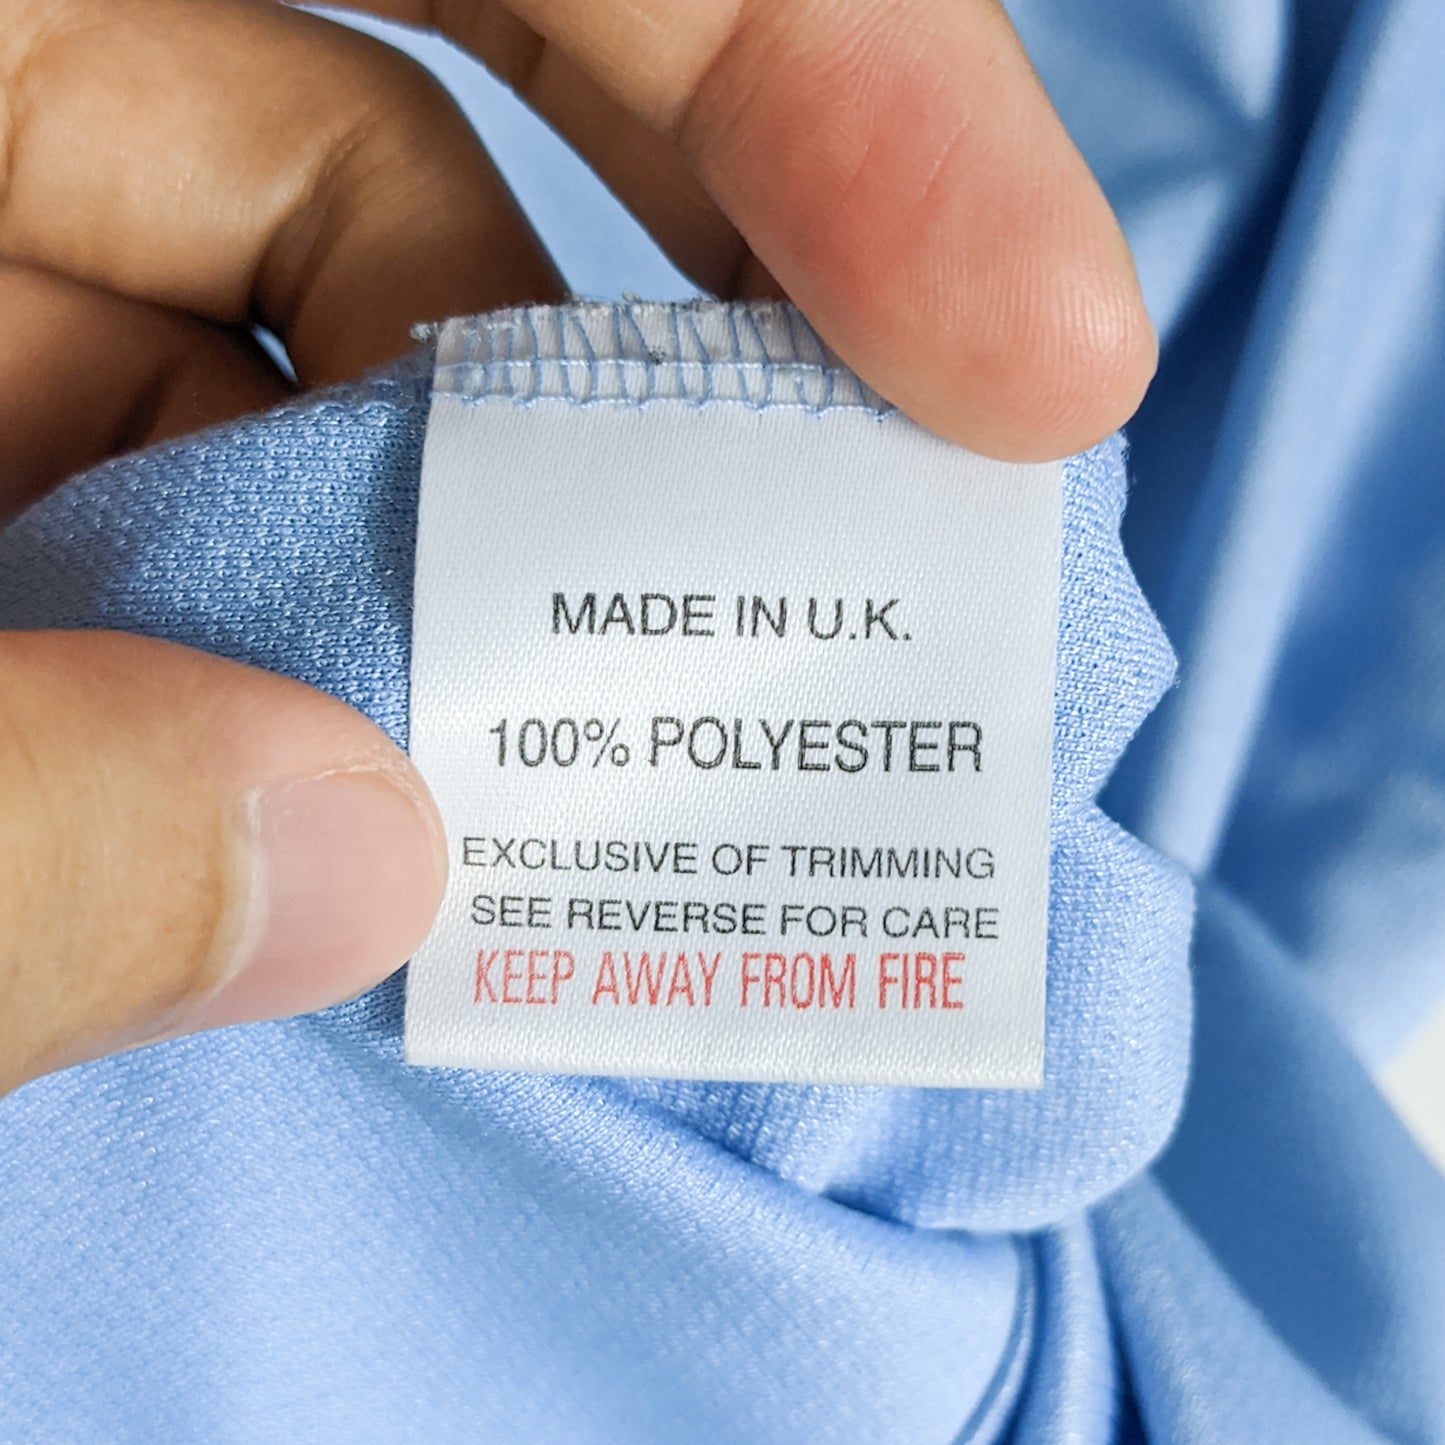 MADE IN U.K.
100% POLYESTER
EXCLUSIVE OF TRIMMING
SEE REVERSE FOR CARE
KEEP AWAY FROM FIRE